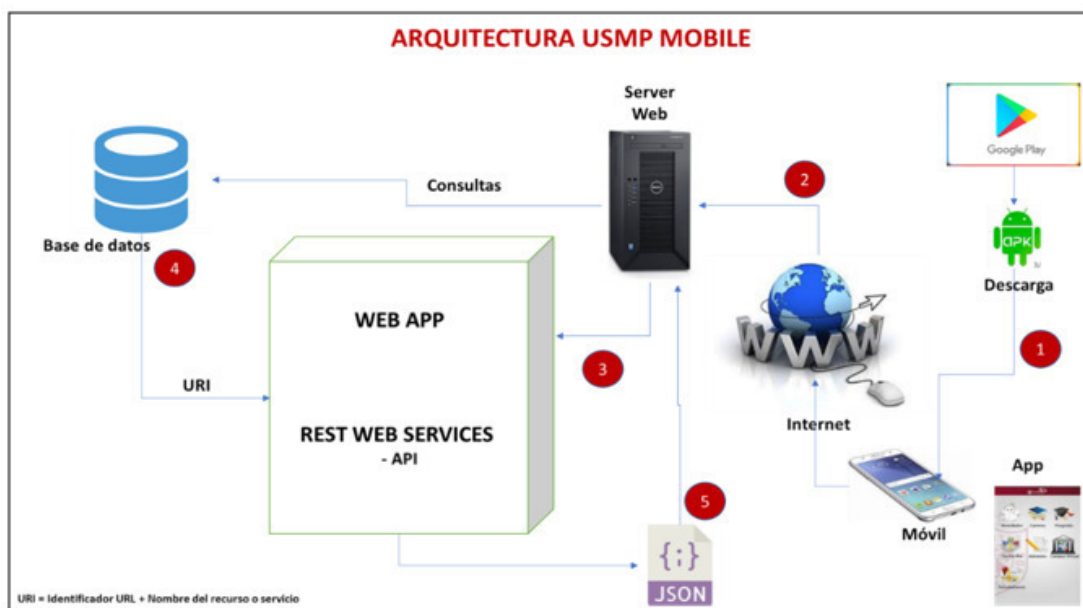 ARQUITECTURA USMP MOBILE
Server
Web
Google Play
2
Consultas
apk
Base de datos
Descarga
4
WEB APP
1
3
WWW
URI
REST WEB SERVICES
- API
Internet
App
5
Móvil
{;}
JSON
URI = Identificador URL + Nombre del recurso o servicio